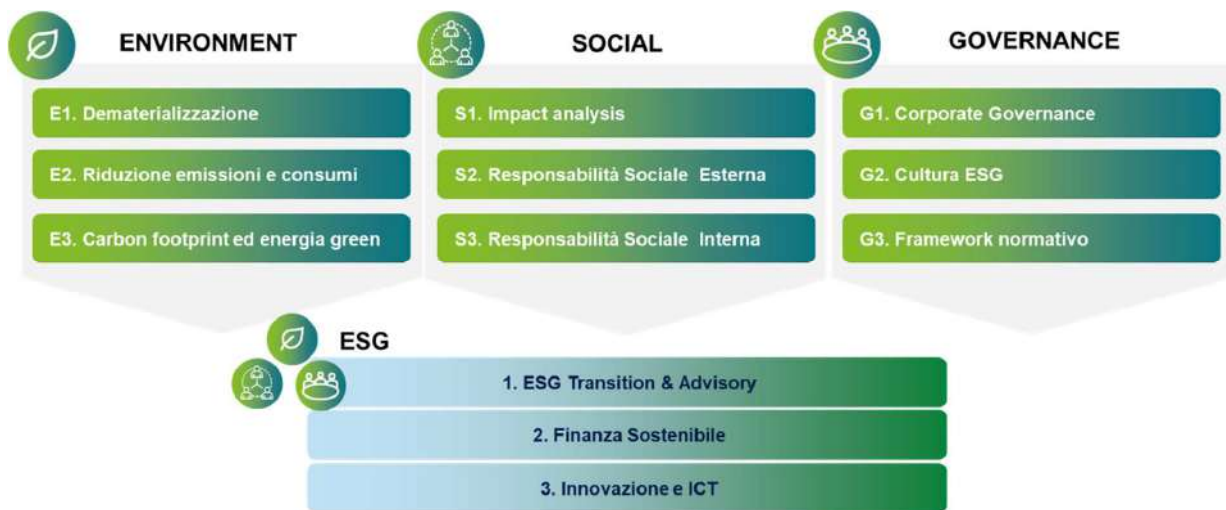 ENVIRONMENT
E1. Dematerializzazione
E2. Riduzione emissioni e consumi
E3. Carbon footprint ed energia green
SOCIAL
S1. Impact analysis
S2. Responsabilità Sociale Esterna
S3. Responsabilità Sociale Interna
GOVERNANCE
G1. Corporate Governance
G2. Cultura ESG
G3. Framework normativo
ESG
1. ESG Transition & Advisory
2. Finanza Sostenibile
3. Innovazione e ICT